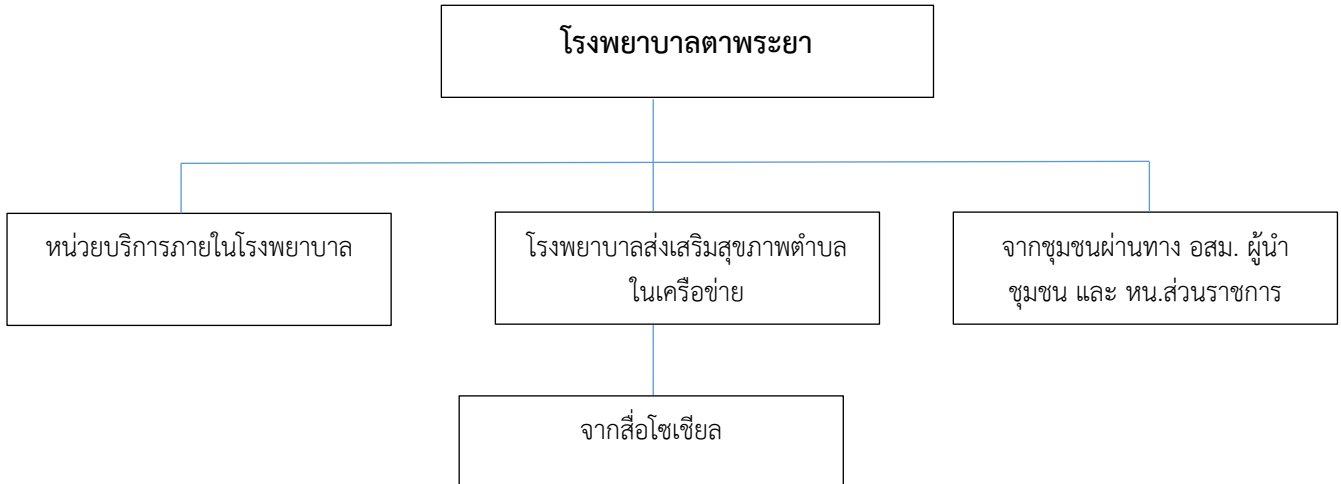 โรงพยาบาลตาพระยา
หน่วยบริการภายในโรงพยาบาล
โรงพยาบาลส่งเสริมสุขภาพตำบล
ในเครือข่าย
จากชุมชนผ่านทาง อสม. ผู้นำ
ชุมชน และ หน.ส่วนราชการ
จากสื่อโซเชียล